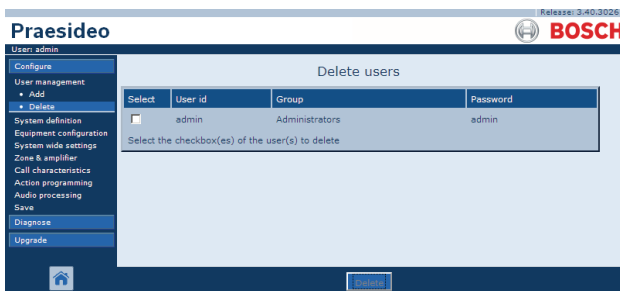 Release: 3.40.3026
Praesideo
BOSCH
User: admin
Configure
User management
• Add
• Delete
System definition
Equipment configuration
System wide settings
Zone & amplifier
Call characteristics
Action programming
Audio processing
Save
Diagnose
Upgrade
Delete users
Select User id Group Password
admin Administrators admin
Select the checkbox(es) of the user(s) to delete
Delete